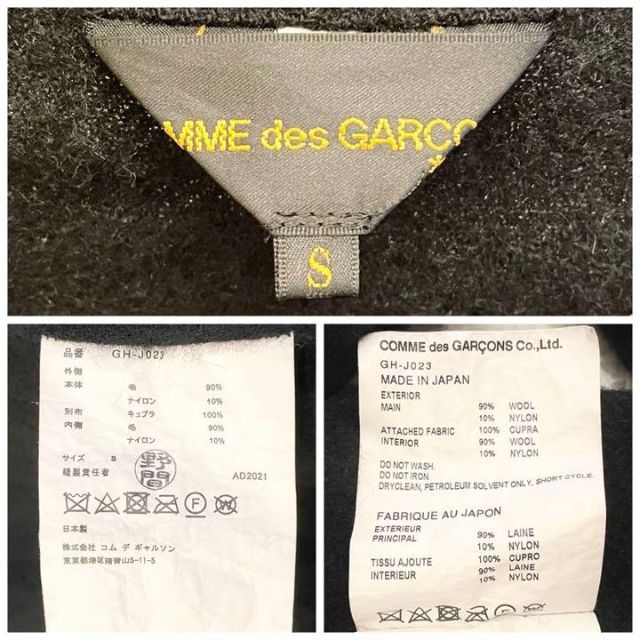 MME des GARÇO
S
品番 GH-J023
外側
本体 毛 90%
ナイロン 10%
別布 キュプラ 100%
内側 毛 90%
ナイロン 10%
サイズ S
縫製責任者 野間 AD2021
日本製
株式会社 コム デ ギャルソン
東京都港区南青山5-11-5
COMME des GARÇONS Co.,Ltd.
GH-J023
MADE IN JAPAN
EXTERIOR
MAIN 90% WOOL
10% NYLON
ATTACHED FABRIC 100% CUPRA
INTERIOR 90% WOOL
10% NYLON
DO NOT WASH.
DO NOT IRON.
DRYCLEAN, PETROLEUM SOLVENT ONLY, SHORT CYCLE.
FABRIQUE AU JAPON
EXTERIEUR
PRINCIPAL 90% LAINE
10% NYLON
TISSU AJOUTE 100% CUPRO
INTERIEUR 90% LAINE
10% NYLON